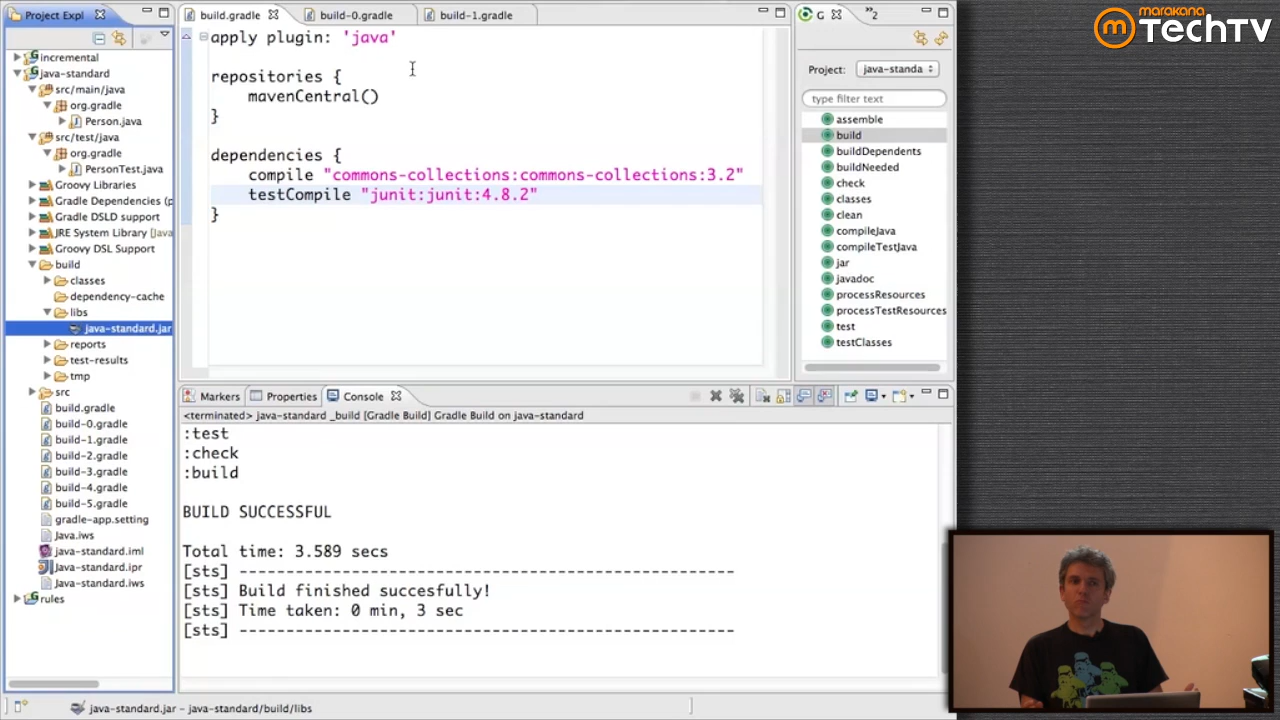 Project Expl
incremental
java-standard
src/main/java
org.gradle
Person.java
src/test/java
org.gradle
PersonTest.java
Groovy Libraries
Gradle Dependencies (p
Gradle DSLD support
JRE System Library [Java
Groovy DSL Support
build
classes
dependency-cache
libs
java-standard.jar
reports
test-results
tmp
src
build.gradle
build-0.gradle
build-1.gradle
build-2.gradle
build-3.gradle
build-4.gradle
build-5.gradle
gradle-app.setting
Java.iws
java-standard.iml
java-standard.ipr
java-standard.iws
rules
build.gradle
build-0.gradle
build-1.gradle
apply plugin: 'java'
repositories {
mavenCentral()
}
dependencies {
compile "commons-collections:commons-collections:3.2"
testCompile "junit:junit:4.8.2"
}
G
»2
Project: java-standa
type filter text
assemble
build
buildDependents
buildNeeded
check
classes
clean
compileJava
compileTestJava
jar
javadoc
processResources
processTestResources
test
testClasses
Markers
Properties
Console
<terminated> java-standard _build [Gradle Build] Gradle Build on java-standard
:test
:check
:build
BUILD SUCCESSFUL
Total time: 3.589 secs
[sts] -----------------------------------------------------
[sts] Build finished succesfully!
[sts] Time taken: 0 min, 3 sec
[sts] -----------------------------------------------------
java-standard.jar - java-standard/build/libs
marakana
m TechTV